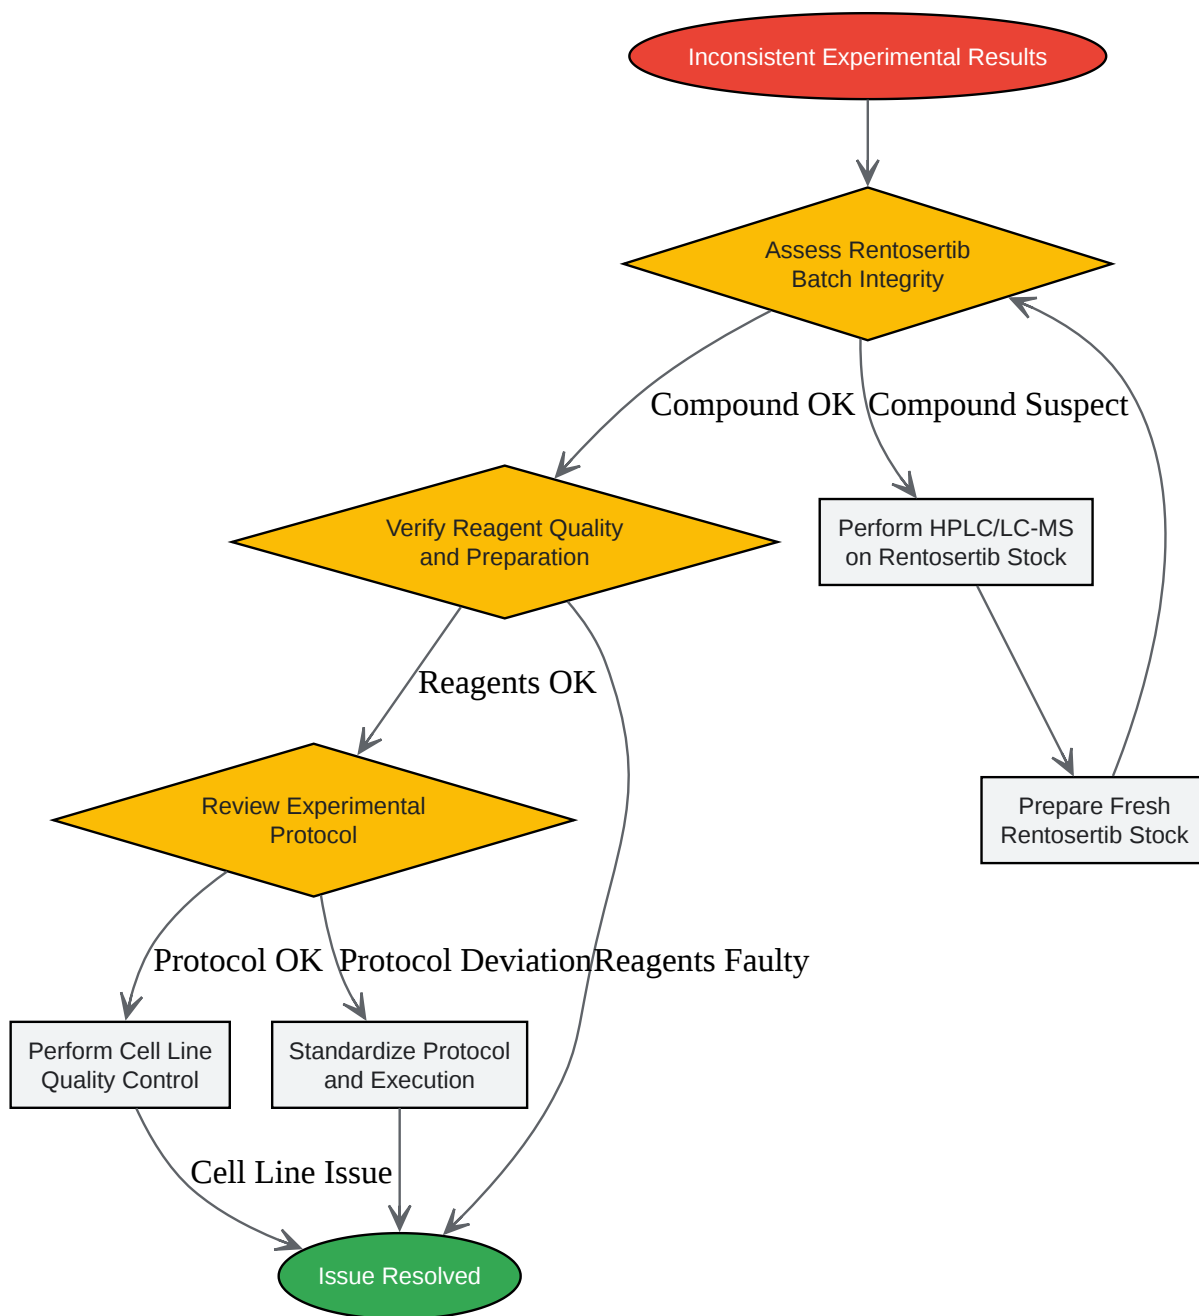 Inconsistent Experimental Results
Assess Rentosertib
Batch Integrity
Compound OK
Compound Suspect
Verify Reagent Quality
and Preparation
Perform HPLC/LC-MS
on Rentosertib Stock
Reagents OK
Review Experimental
Protocol
Prepare Fresh
Rentosertib Stock
Protocol OK
Protocol Deviation
Reagents Faulty
Perform Cell Line
Quality Control
Standardize Protocol
and Execution
Cell Line Issue
Issue Resolved